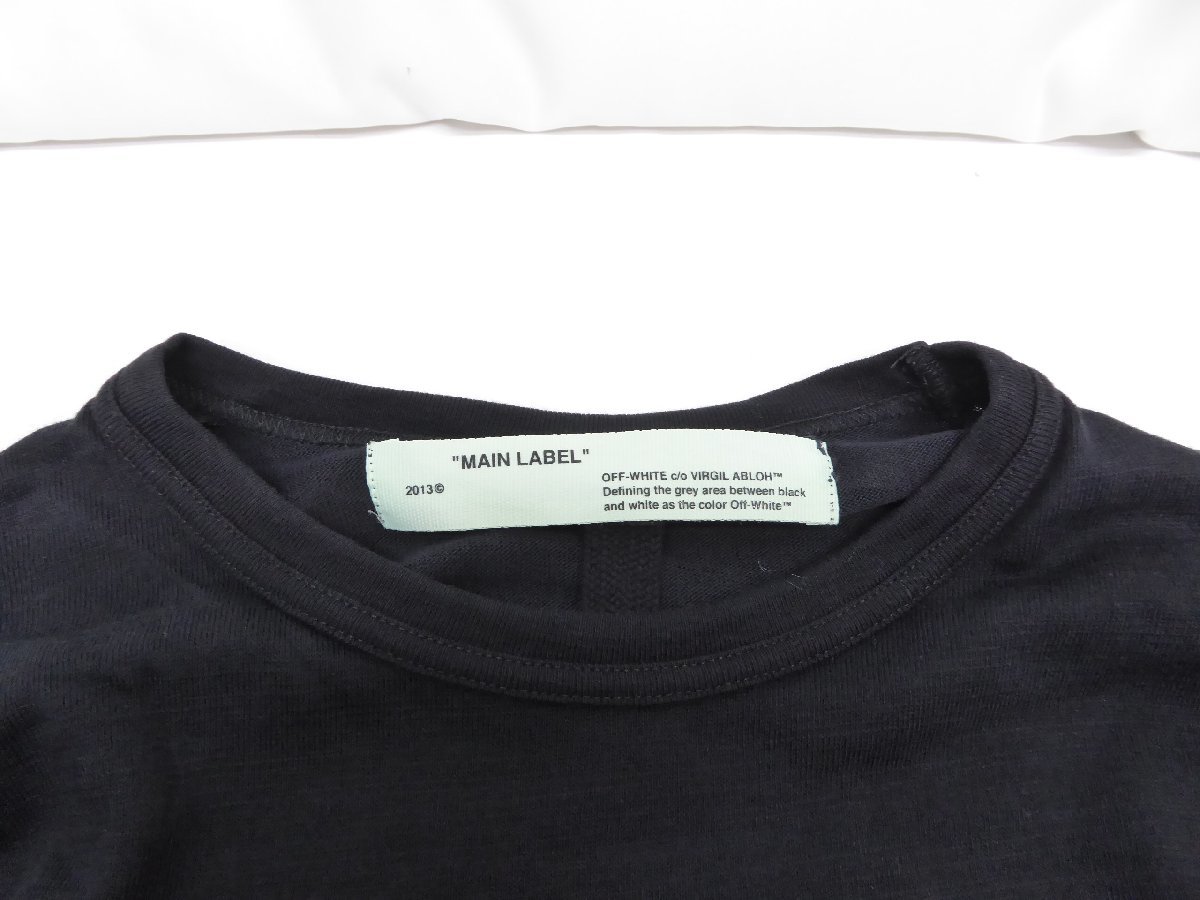 "MAIN LABEL"
2013©
OFF-WHITE c/o VIRGIL ABLOH™
Defining the grey area between black
and white as the color Off-White™